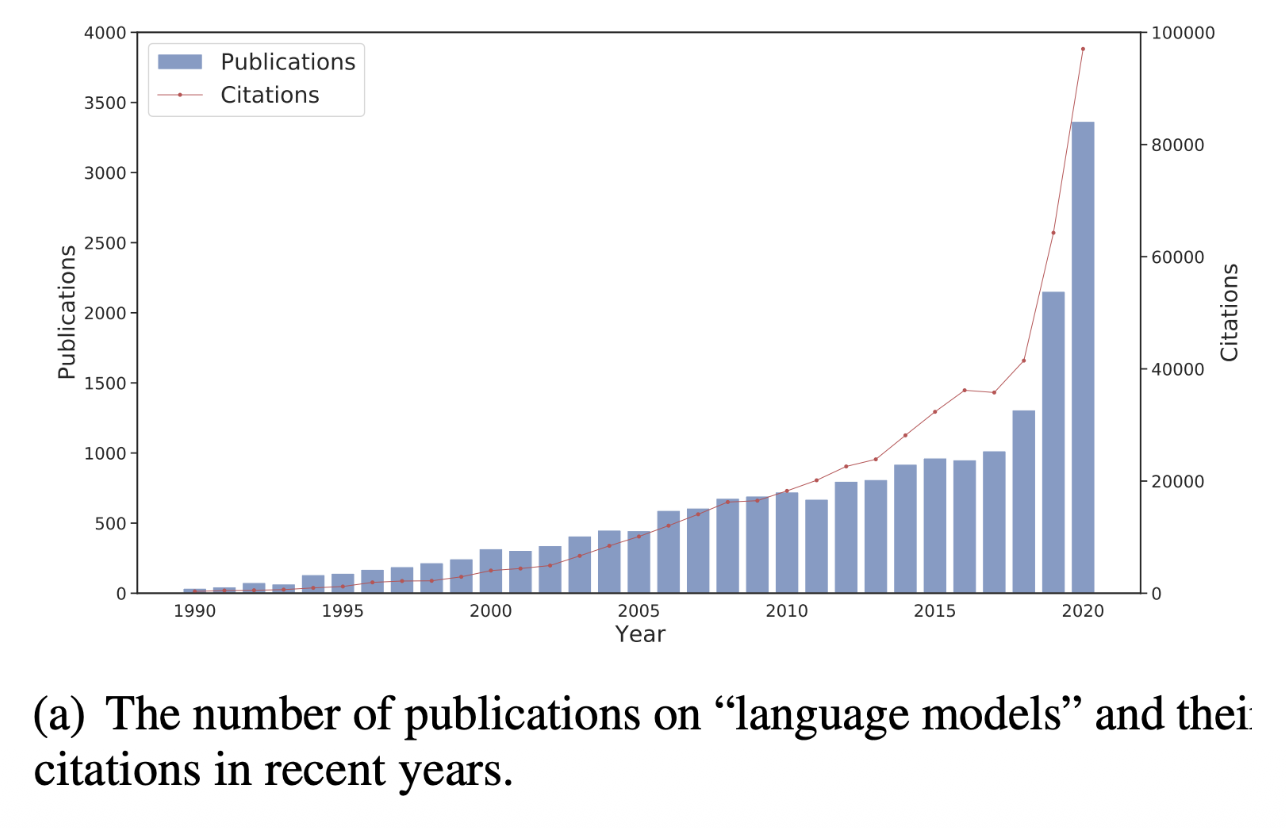 4000
3500
3000
2500
2000
1500
1000
500
0
Publications
Publications
Citations
100000
80000
60000
40000
20000
0
Citations
1990 1995 2000 2005 2010 2015 2020
Year
(a) The number of publications on “language models” and
citations in recent years.